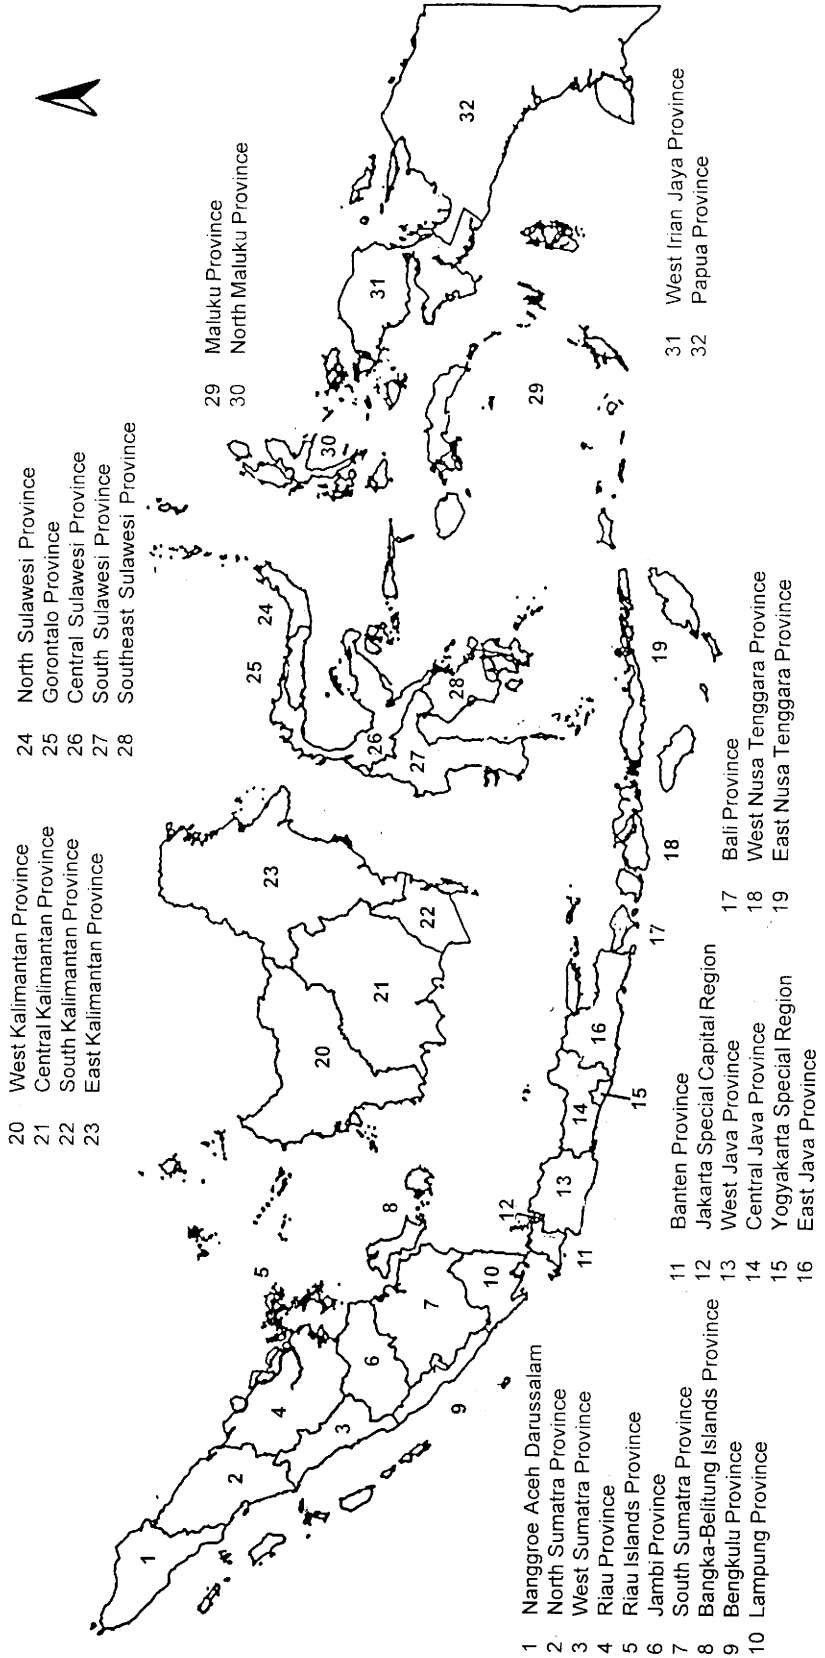 1 Nanggroe Aceh Darussalam
2 North Sumatra Province
3 West Sumatra Province
4 Riau Province
5 Riau Islands Province
6 Jambi Province
7 South Sumatra Province
8 Bangka-Belitung Islands Province
9 Bengkulu Province
10 Lampung Province
11 Banten Province
12 Jakarta Special Capital Region
13 West Java Province
14 Central Java Province
15 Yogyakarta Special Region
16 East Java Province
17 Bali Province
18 West Nusa Tenggara Province
19 East Nusa Tenggara Province
20 West Kalimantan Province
21 Central Kalimantan Province
22 South Kalimantan Province
23 East Kalimantan Province
24 North Sulawesi Province
25 Gorontalo Province
26 Central Sulawesi Province
27 South Sulawesi Province
28 Southeast Sulawesi Province
29 Maluku Province
30 North Maluku Province
31 West Irian Jaya Province
32 Papua Province
1
2
3
4
5
6
7
8
9
10
11
12
13
14
15
16
17
18
19
20
21
22
23
24
25
26
27
28
29
30
31
32